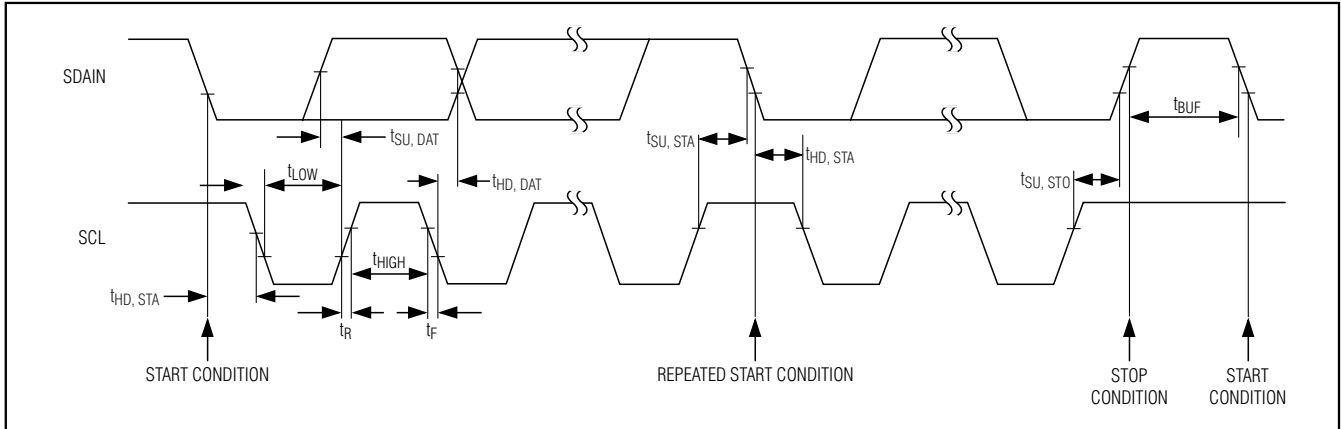 SDAIN
tSU, DAT
tSU, STA
tHD, STA
tBUF
tLOW
tHD, DAT
tSU, STO
SCL
tHIGH
tHD, STA
tR
tF
START CONDITION
REPEATED START CONDITION
STOP
CONDITION
START
CONDITION